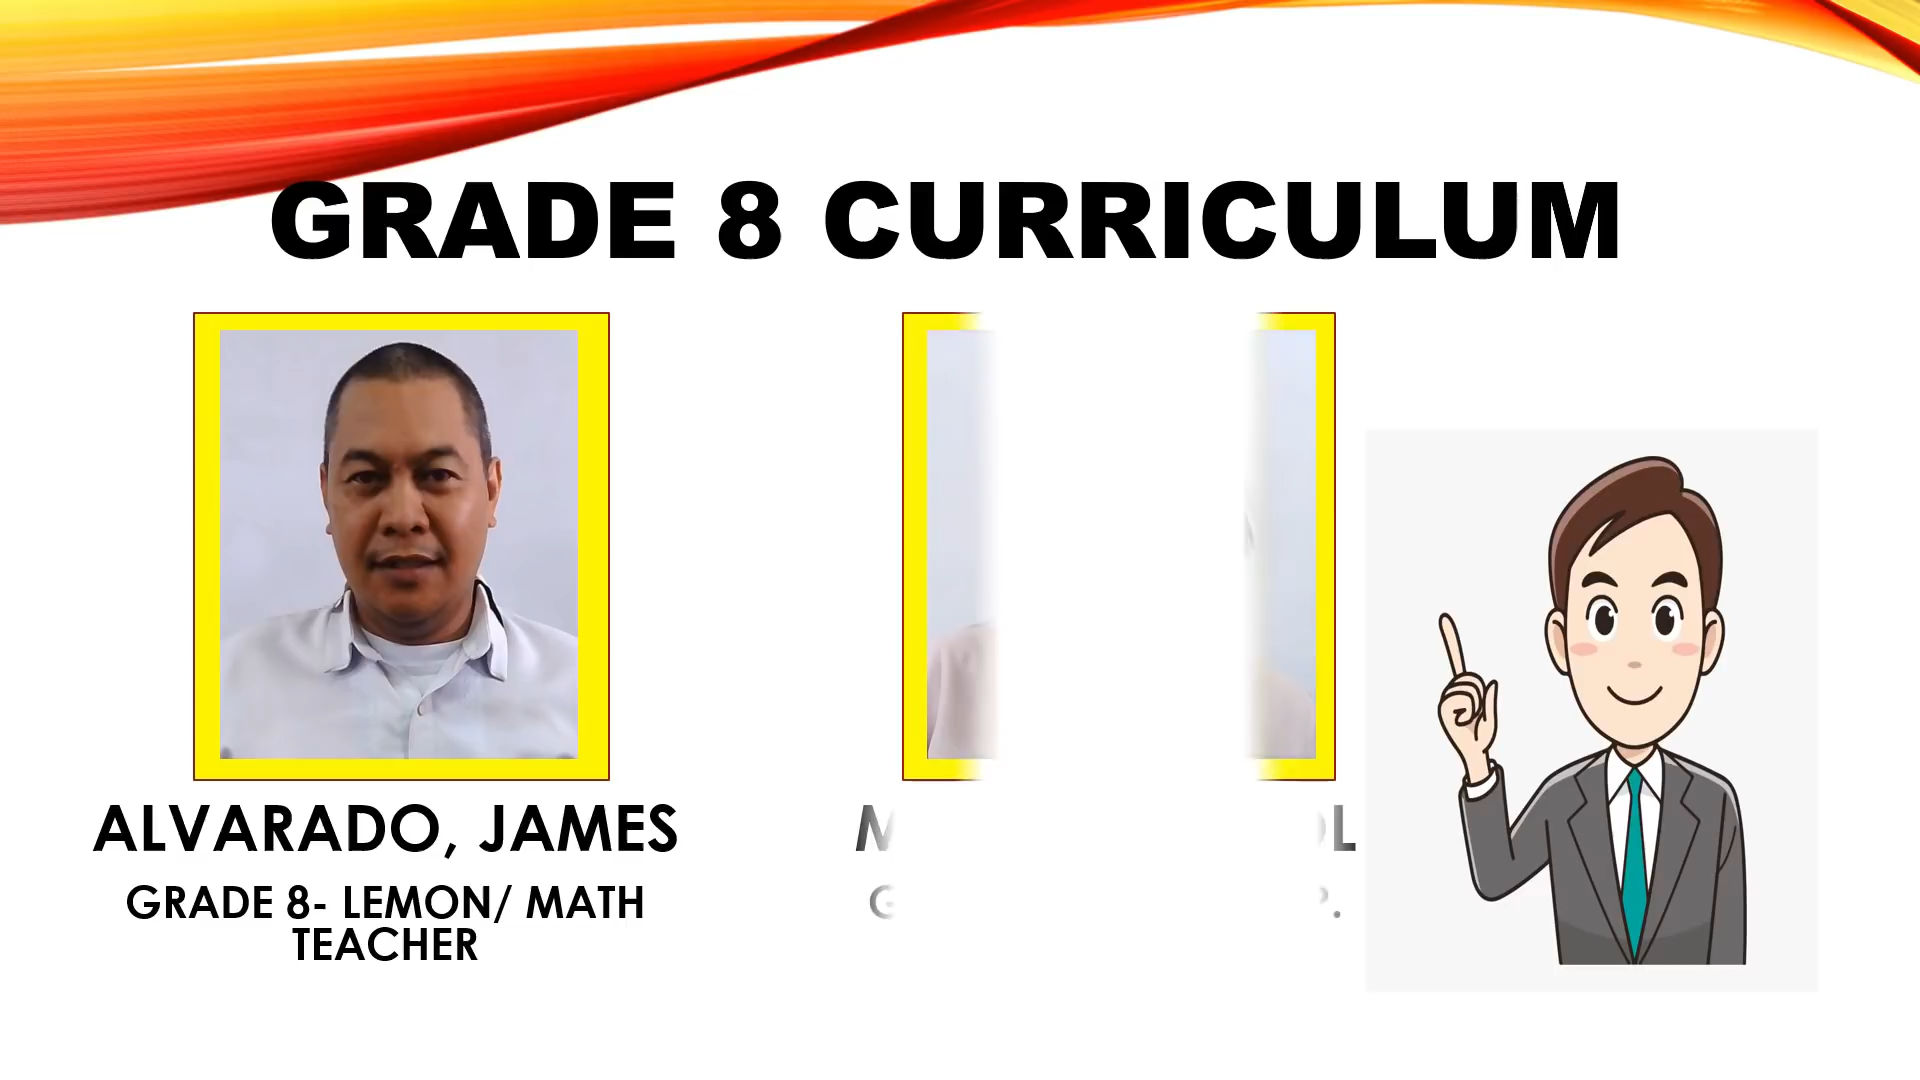 GRADE 8 CURRICULUM
ALVARADO, JAMES
GRADE 8- LEMON/ MATH
TEACHER